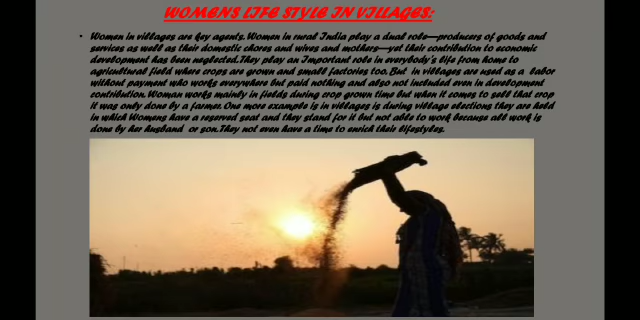 WOMENS LIFE STYLE IN VILLAGES:
• Women in villages are key agents.Women in rural India play a dual role—producers of goods and
services as well as their domestic chores and wives and mothers—yet their contribution to economic
development has been neglected.They play an Important role in everybody's life from home to
agricultural field where crops are grown and small factories too.But in villages are used as a labor
without payment who works everywhere but paid nothing and also not included even in development
contribution.Woman works mainly in fields during crop grown time but when it comes to sell that crop
it was only done by a farmer.One more example is in villages is during village elections they are held
in which Womens have a reserved seat and they stand for it but not able to work because all work is
done by her husband or son.They not even have a time to enrich their lifestyles.